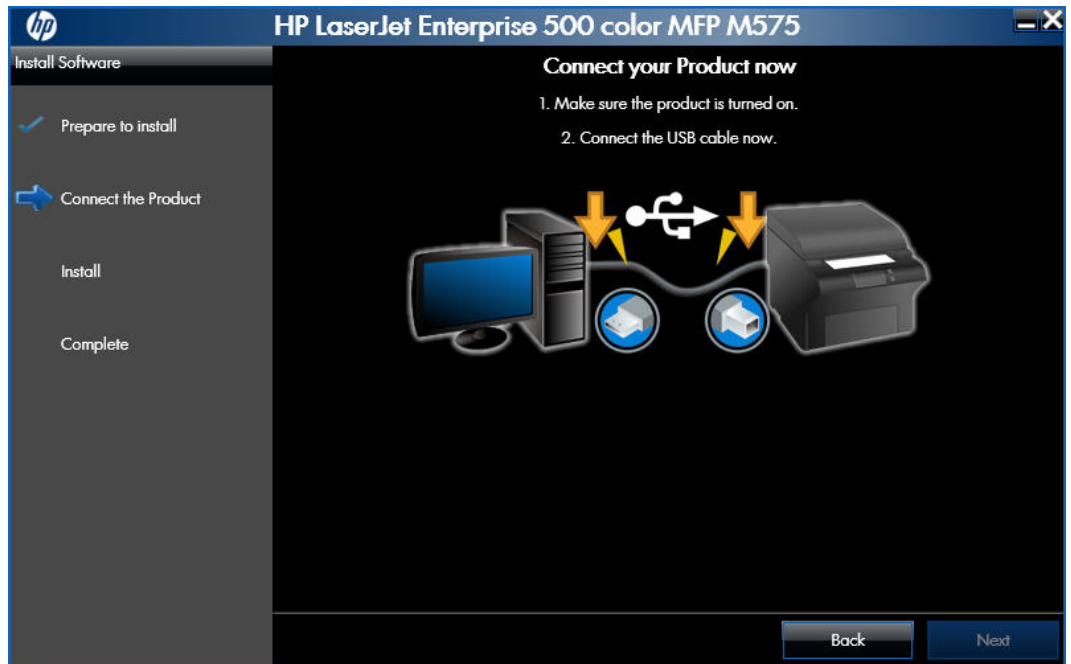 hp
HP LaserJet Enterprise 500 color MFP M575
Install Software
Prepare to install
Connect the Product
Install
Complete
Connect your Product now
1. Make sure the product is turned on.
2. Connect the USB cable now.
Back
Next